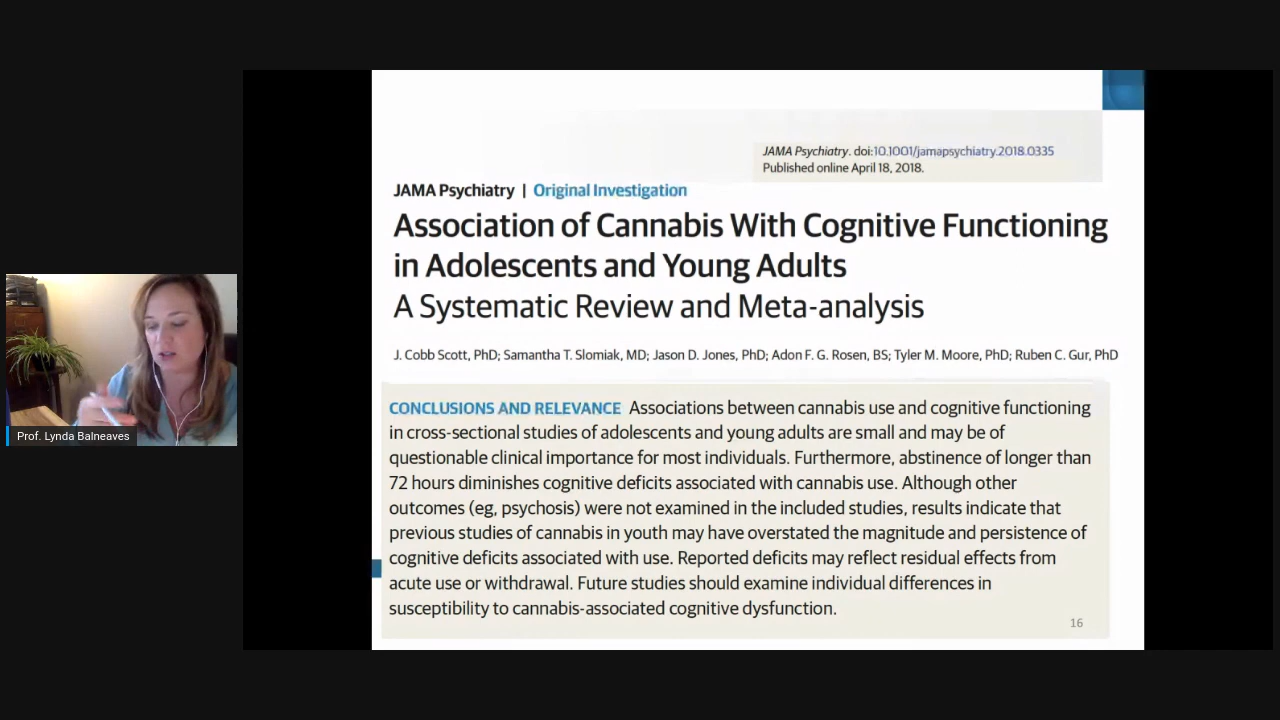 JAMA Psychiatry. doi:10.1001/jamapsychiatry.2018.0335
Published online April 18, 2018.
JAMA Psychiatry | Original Investigation
Association of Cannabis With Cognitive Functioning
in Adolescents and Young Adults
A Systematic Review and Meta-analysis
J. Cobb Scott, PhD; Samantha T. Slomiak, MD; Jason D. Jones, PhD; Adon F. G. Rosen, BS; Tyler M. Moore, PhD; Ruben C. Gur, PhD
CONCLUSIONS AND RELEVANCE Associations between cannabis use and cognitive functioning
in cross-sectional studies of adolescents and young adults are small and may be of
questionable clinical importance for most individuals. Furthermore, abstinence of longer than
72 hours diminishes cognitive deficits associated with cannabis use. Although other
outcomes (eg, psychosis) were not examined in the included studies, results indicate that
previous studies of cannabis in youth may have overstated the magnitude and persistence of
cognitive deficits associated with use. Reported deficits may reflect residual effects from
acute use or withdrawal. Future studies should examine individual differences in
susceptibility to cannabis-associated cognitive dysfunction.
16
Prof. Lynda Balneaves